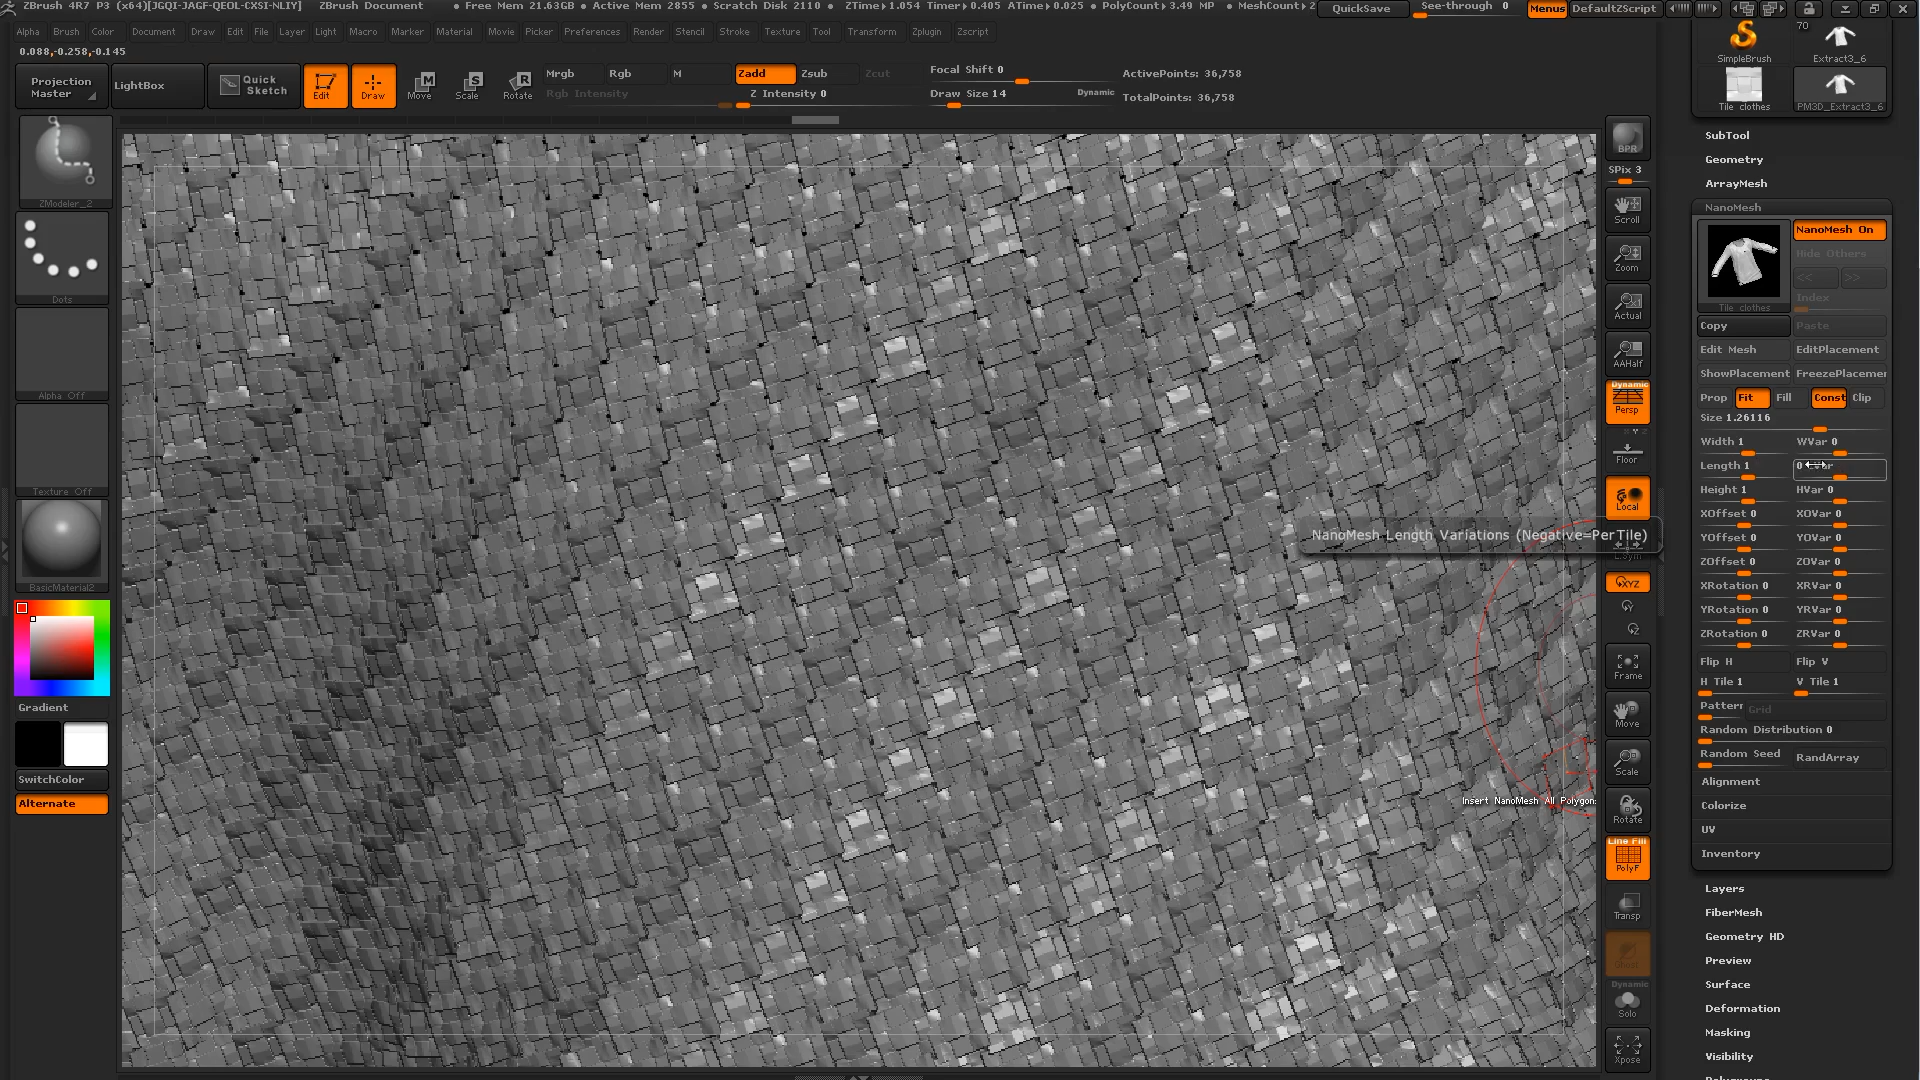 ZBrush 4R7 P3 (x64)[JGQI-JAGF-QEOL-CXSI-NLIY] ZBrush Document • Free Mem 21.63GB • Active Mem 2855 • Scratch Disk 2110 • ZTime▸1.054 Timer▸0.405 ATime▸0.025 • PolyCount▸3.49 MP • MeshCount▸2 QuickSave See-through 0 Menus DefaultZScript
Alpha Brush Color Document Draw Edit File Layer Light Macro Marker Material Movie Picker Preferences Render Stencil Stroke Texture Tool Transform Zplugin Zscript
0.088,-0.258,-0.145
Projection Master
LightBox
Quick Sketch
Edit
Draw
Move
Scale
Rotate
Mrgb Rgb M Zadd Zsub Zcut
Rgb Intensity Z Intensity 0
Focal Shift 0
Draw Size 14 Dynamic
ActivePoints: 36,758
TotalPoints: 36,758
ZModeler_2
Dots
Alpha Off
Texture Off
BasicMaterial2
Gradient
SwitchColor
Alternate
BPR
SPix 3
Scroll
Zoom
Actual
AAHalf
Dynamic
Persp
Floor
Local
L.Sym
XYZ
Frame
Move
Scale
Rotate
Line Fill
PolyF
Transp
Ghost
Dynamic
Solo
Xpose
NanoMesh Length Variations (Negative=PerTile)
Insert NanoMesh All Polygons
70
SimpleBrush Extract3_6
Tile clothes PM3D_Extract3_6
SubTool
Geometry
ArrayMesh
NanoMesh
NanoMesh On
Hide Others
<< >>
Index
Tile clothes
Copy Paste
Edit Mesh EditPlacement
ShowPlacement FreezePlacemen
Prop Fit Fill Const Clip
Size 1.26116
Width 1 WVar 0
Length 1 0
Height 1 HVar 0
XOffset 0 XOVar 0
YOffset 0 YOVar 0
ZOffset 0 ZOVar 0
XRotation 0 XRVar 0
YRotation 0 YRVar 0
ZRotation 0 ZRVar 0
Flip H Flip V
H Tile 1 V Tile 1
Pattern Grid
Random Distribution 0
Random Seed RandArray
Alignment
Colorize
UV
Inventory
Layers
FiberMesh
Geometry HD
Preview
Surface
Deformation
Masking
Visibility